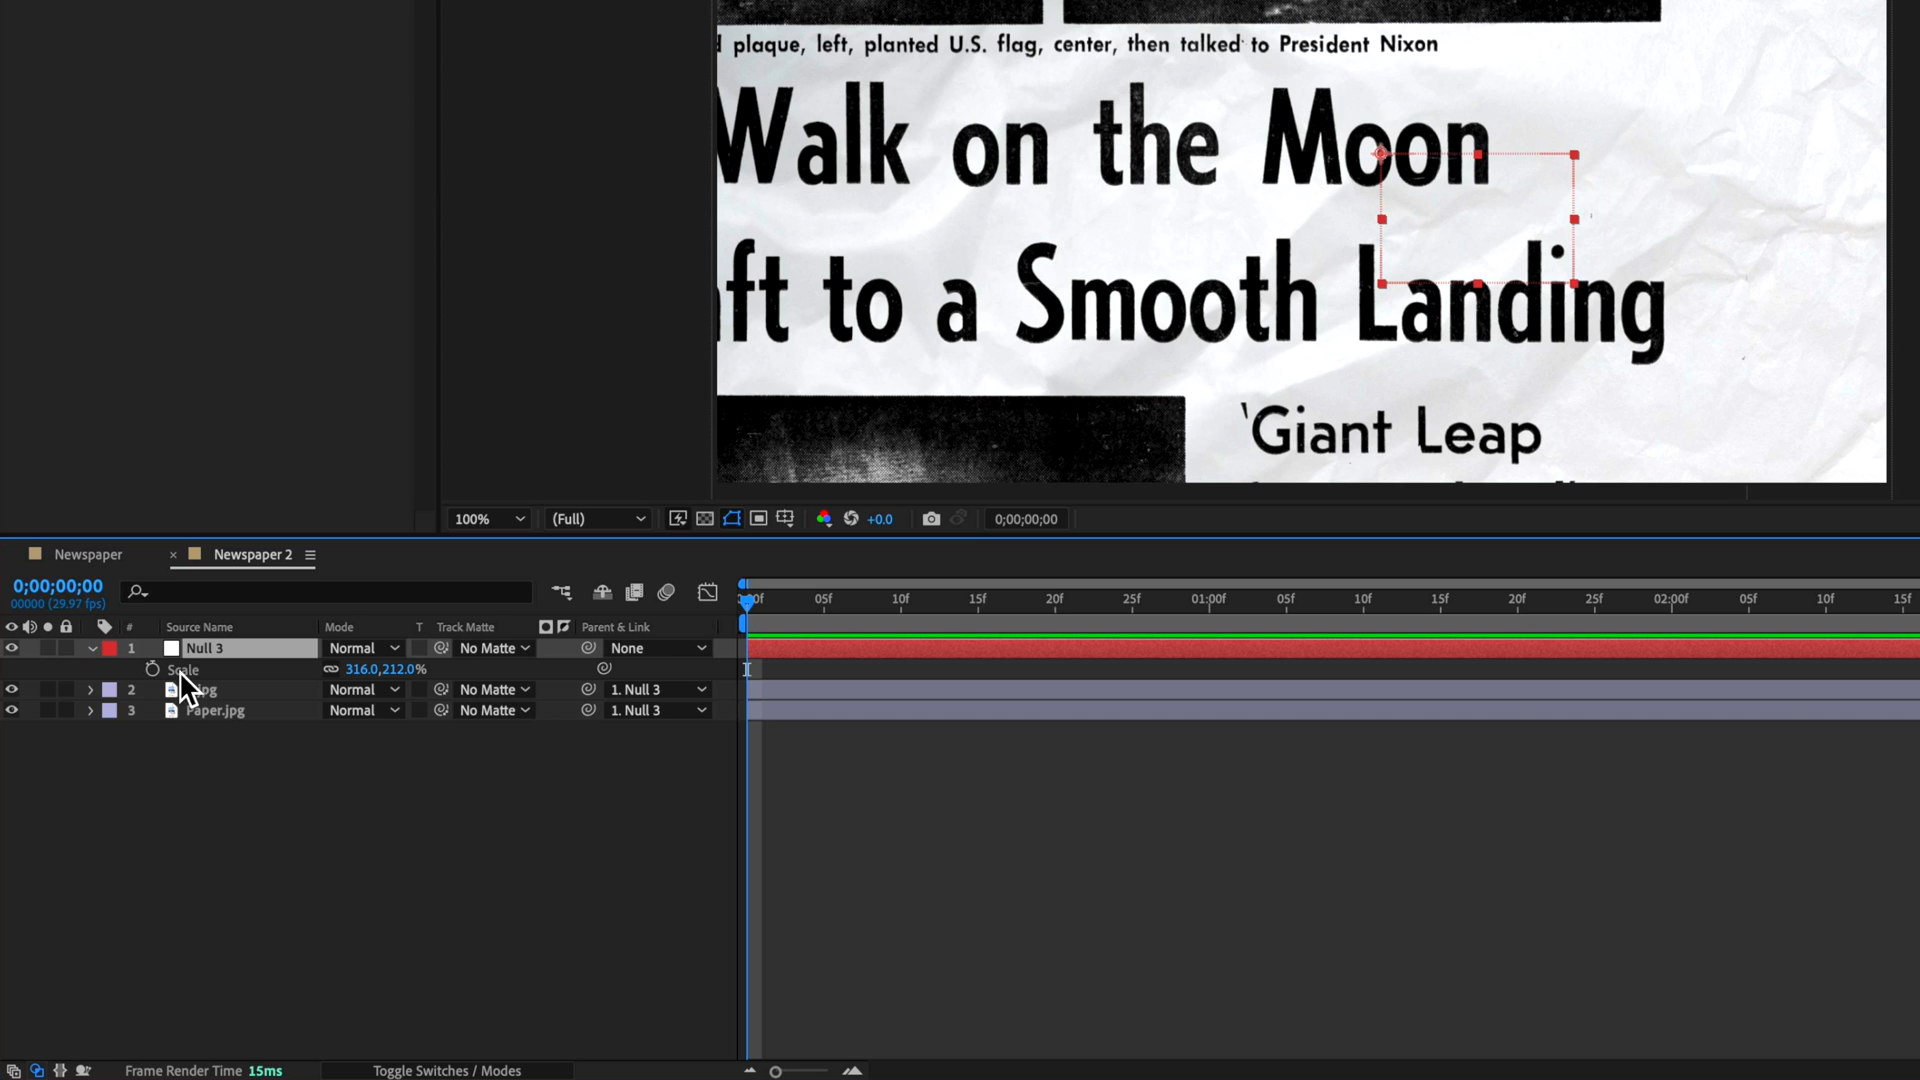 plaque, left, planted U.S. flag, center, then talked to President Nixon
Walk on the Moon
ft to a Smooth Landing
'Giant Leap
100%
(Full)
+0.0
0;00;00;00
Newspaper
× Newspaper 2
0;00;00;00
00000 (29.97 fps)
05f 10f 15f 20f 25f 01:00f 05f 10f 15f 20f 25f 02:00f 05f 10f 15f
# Source Name Mode T Track Matte Parent & Link
1 Null 3 Normal No Matte None
Scale 316.0,212.0%
2 Normal No Matte 1. Null 3
3 Paper.jpg Normal No Matte 1. Null 3
Frame Render Time 15ms
Toggle Switches / Modes